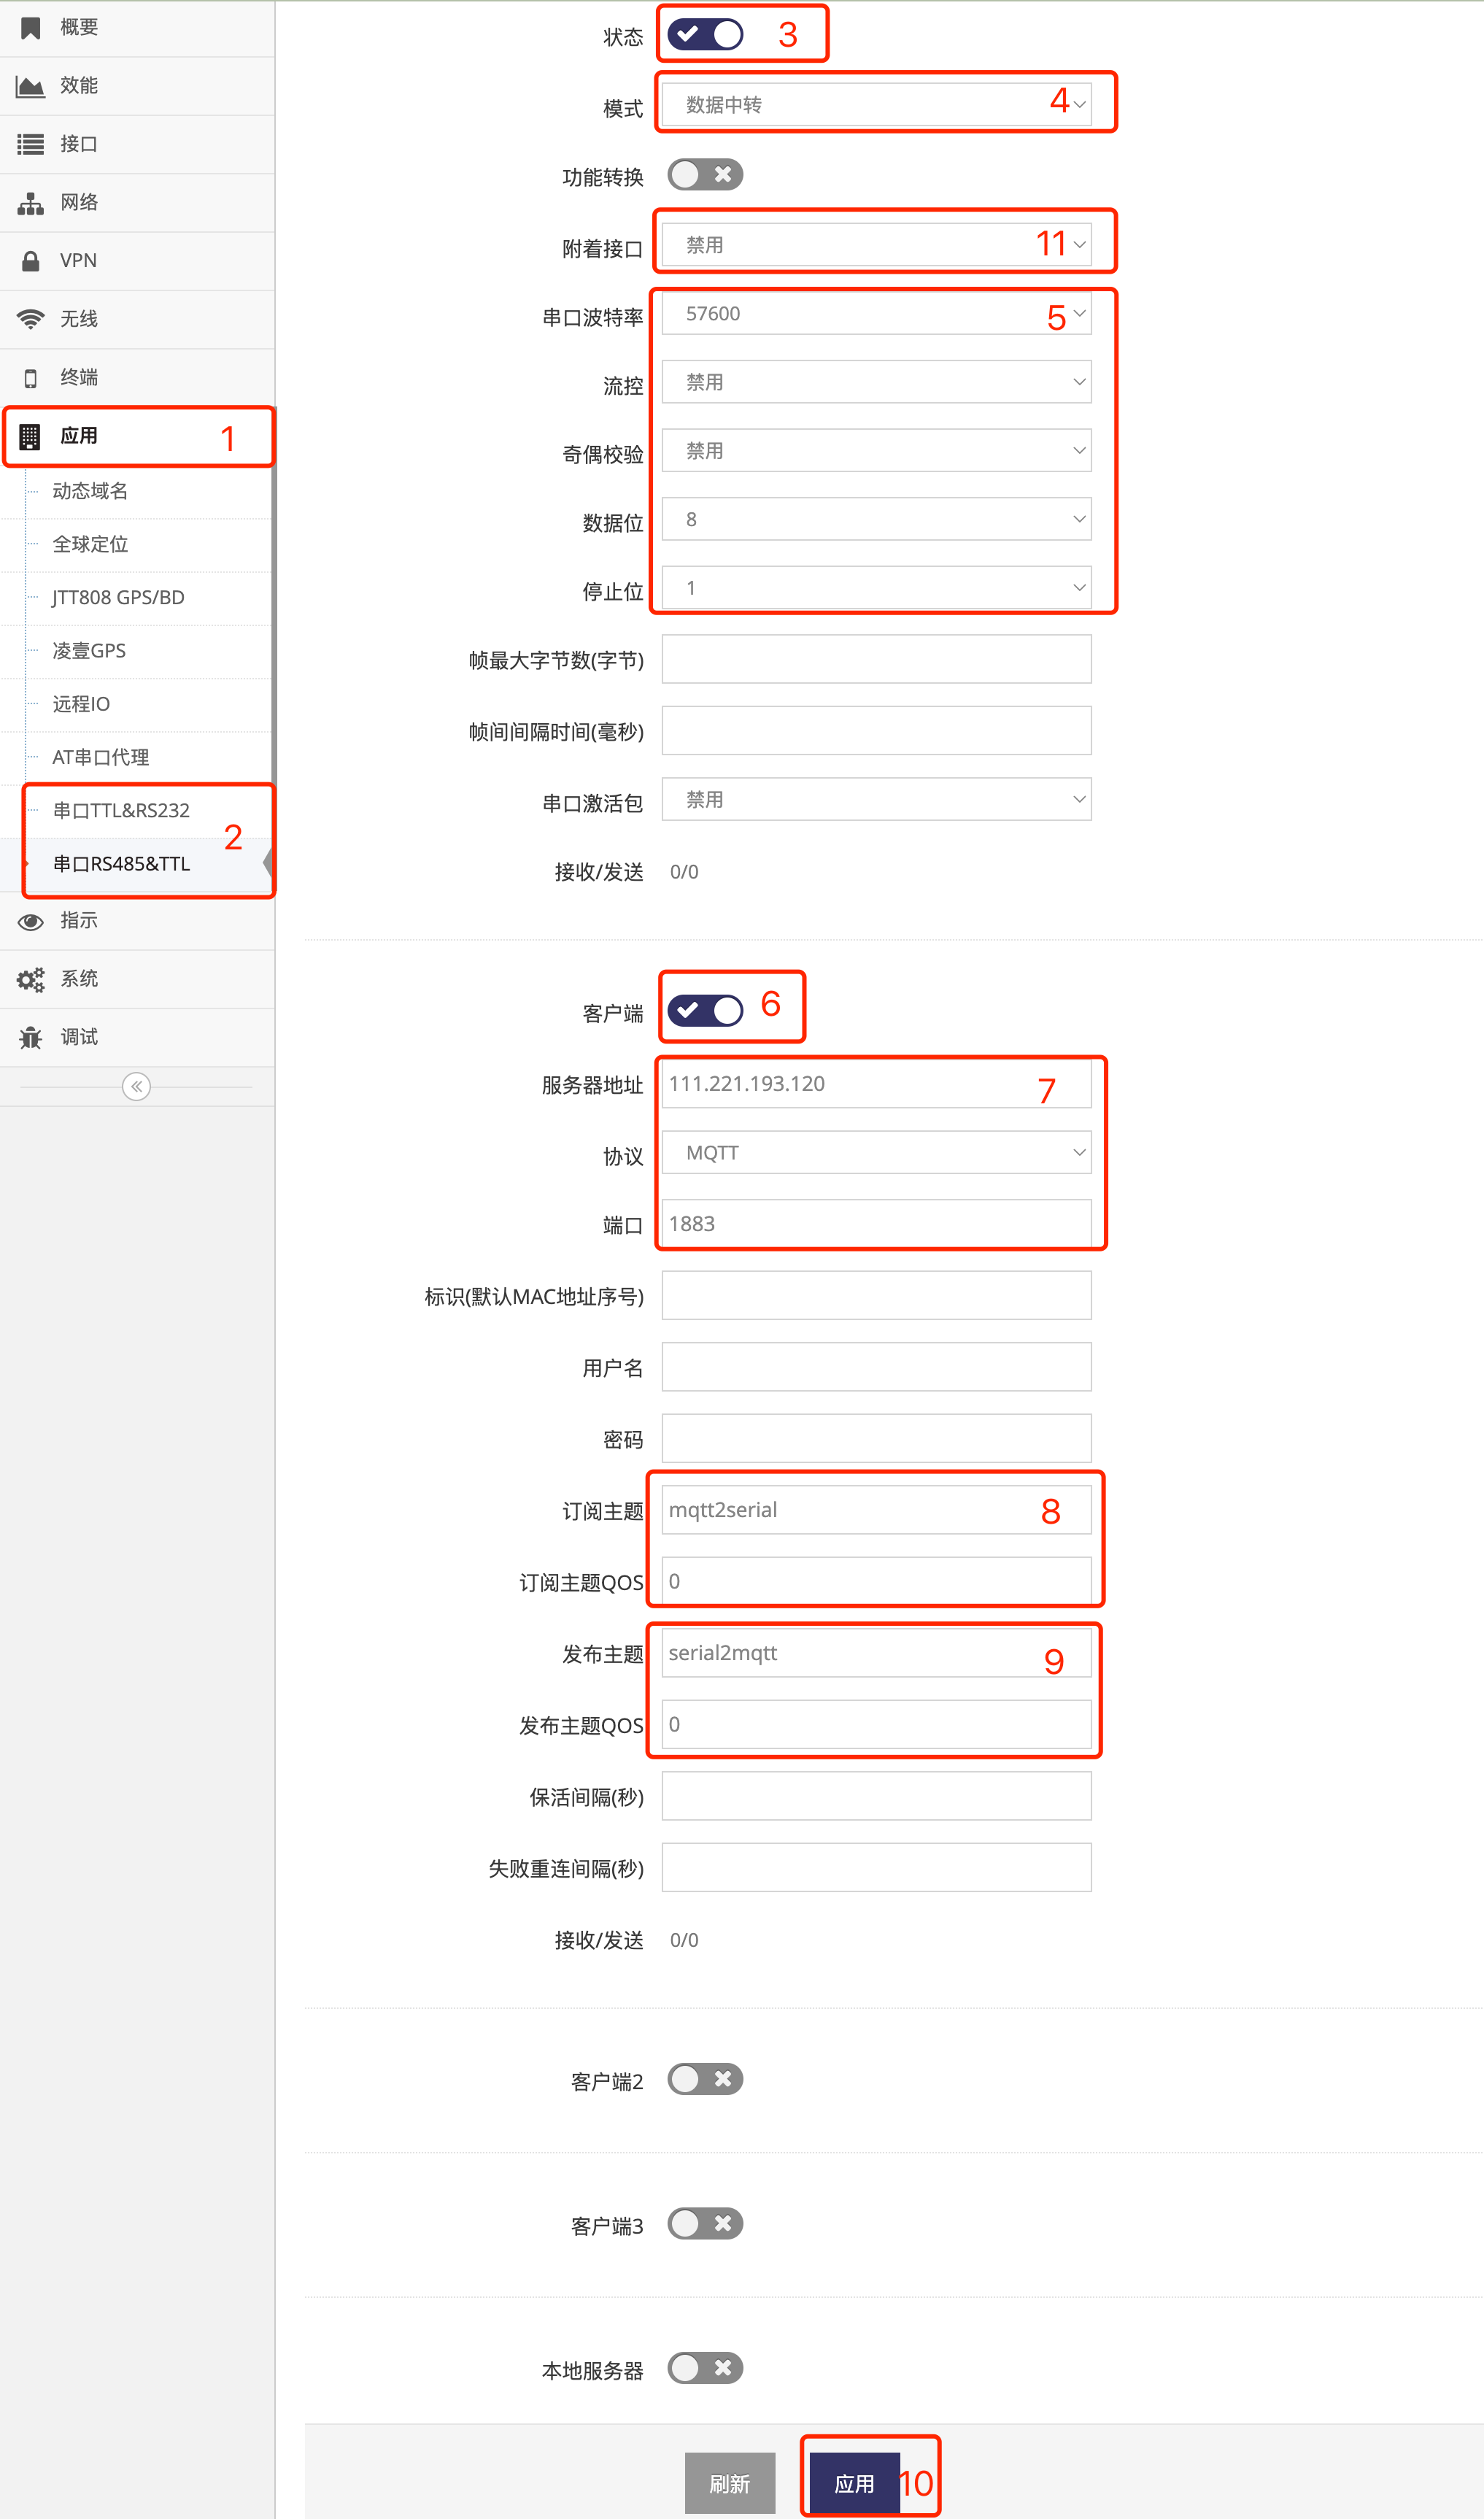 概要
效能
接口
网络
VPN
无线
终端
应用 1
动态域名
全球定位
JTT808 GPS/BD
凌壹GPS
远程IO
AT串口代理
串口TTL&RS232
2
串口RS485&TTL
指示
系统
调试
状态 3
模式 数据中转 4
功能转换
附着接口 禁用 11
串口波特率 57600 5
流控 禁用
奇偶校验 禁用
数据位 8
停止位 1
帧最大字节数(字节)
帧间间隔时间(毫秒)
串口激活包 禁用
接收/发送 0/0
客户端 6
服务器地址 111.221.193.120 7
协议 MQTT
端口 1883
标识(默认MAC地址序号)
用户名
密码
订阅主题 mqtt2serial 8
订阅主题QOS 0
发布主题 serial2mqtt 9
发布主题QOS 0
保活间隔(秒)
失败重连间隔(秒)
接收/发送 0/0
客户端2
客户端3
本地服务器
刷新 应用 10